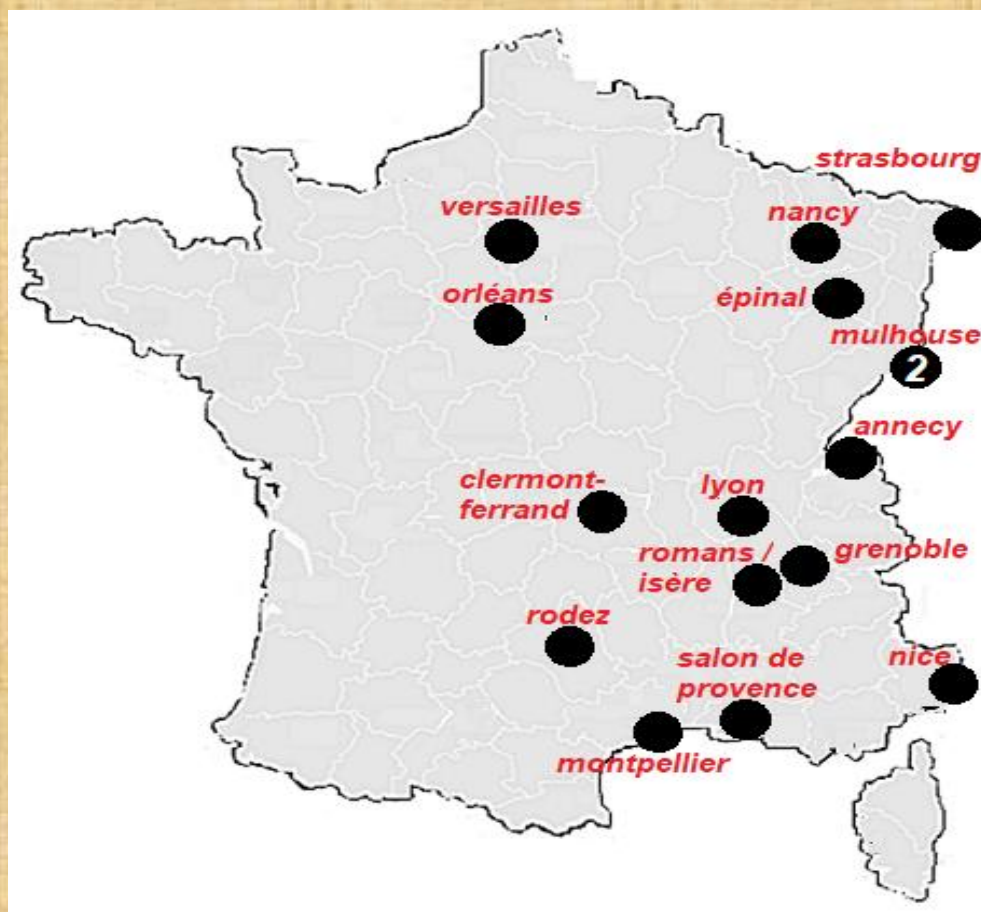 strasbourg
versailles
nancy
orléans
épinal
mulhouse
2
annecy
clermont-
ferrand
lyon
romans /
isère
grenoble
rodez
salon de
provence
nice
montpellier